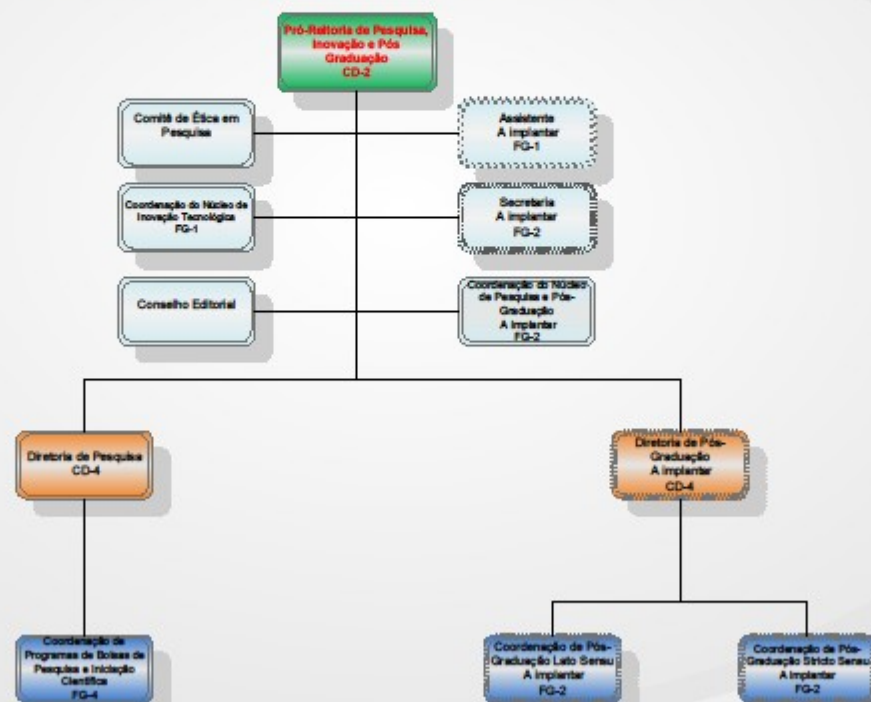 Pró-Reitoria de Pesquisa,
Inovação e Pós
Graduação
CD-2
Comitê de Ética em
Pesquisa
Assistente
A implantar
FG-1
Coordenação do Núcleo de
Inovação Tecnológica
FG-1
Secretaria
A implantar
FG-2
Conselho Editorial
Coordenação do Núcleo
de Pesquisa e Pós-
Graduação
A implantar
FG-2
Diretoria de Pesquisa
CD-4
Diretoria de Pós-
Graduação
A implantar
CD-4
Coordenação de
Programas de Bolsas de
Pesquisa e Iniciação
Científica
FG-4
Coordenação de Pós-
Graduação Lato Sensu
A implantar
FG-2
Coordenação de Pós-
Graduação Stricto Sensu
A implantar
FG-2